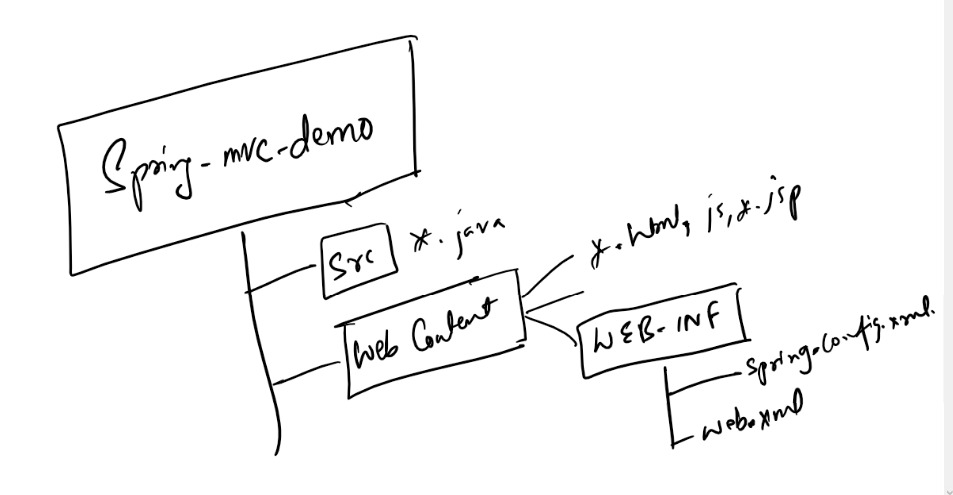 Spring-mvc-demo
Src *.java
*.html, js, *.jsp
Web Content
WEB-INF
Spring-config.xml.
web.xml